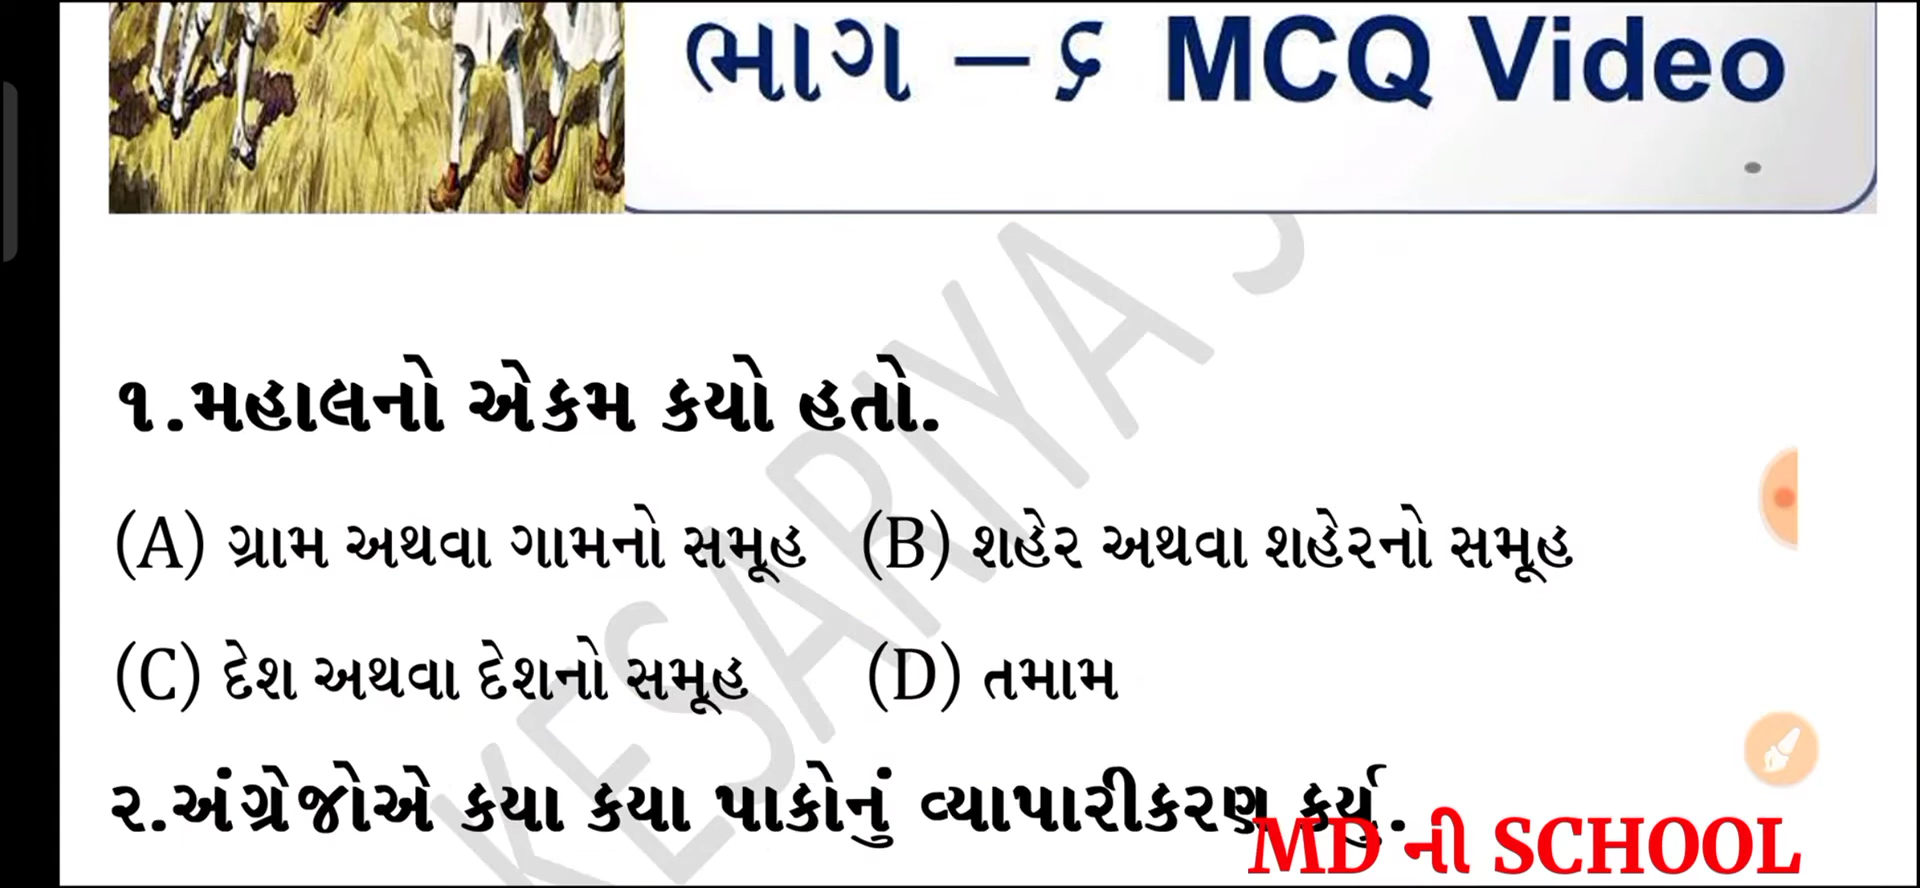 ભાગ – ૬ MCQ Video
૧.મહાલનો એકમ કયો હતો.
(A) ગ્રામ અથવા ગામનો સમૂહ (B) શહેર અથવા શહેરનો સમૂહ
(C) દેશ અથવા દેશનો સમૂહ (D) તમામ
૨.અંગ્રેજોએ કયા કયા પાકોનું વ્યાપારીકરણ કર્યુ.
MD ની SCHOOL
KESARIYA S